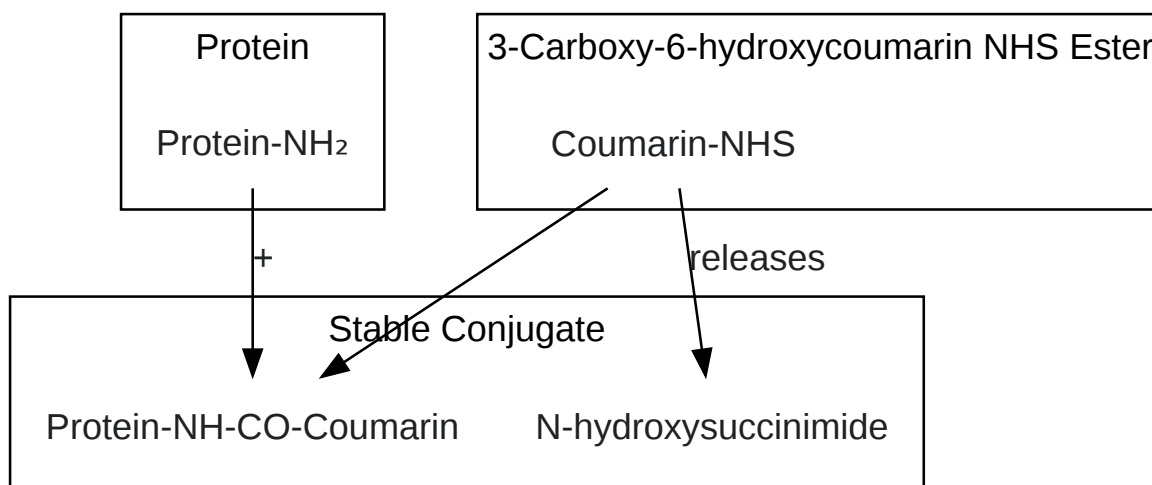 Protein
3-Carboxy-6-hydroxycoumarin NHS Ester
Protein-NH₂
Coumarin-NHS
+
releases
Stable Conjugate
Protein-NH-CO-Coumarin
N-hydroxysuccinimide